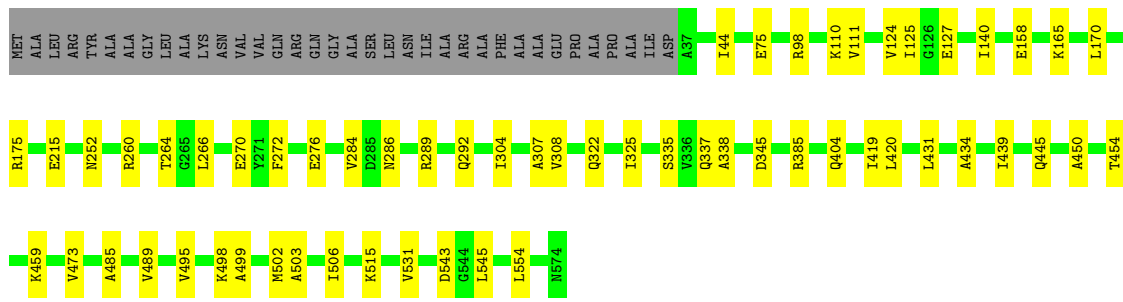 MET ALA LEU ARG TYR ALA ALA GLY LEU ALA LYS ASN VAL VAL GLN ARG GLN GLY ALA SER LEU ASN ILE ALA ARG ALA PHE ALA ALA GLU PRO ALA PRO ALA ILE ASP A37 I44 E75 R98 K110 V111 V124 I125 G126 E127 I140 E158 K165 L170
R175 E215 N252 R260 T264 G265 L266 E270 Y271 F272 E276 V284 D285 N286 R289 Q292 I304 A307 V308 Q322 I325 S335 V336 Q337 A338 D345 R385 Q404 I419 L420 L431 A434 I439 Q445 A450 T454
K459 V473 A485 V489 V495 K498 A499 M502 A503 I506 K515 V531 D543 G544 L545 L554 N574